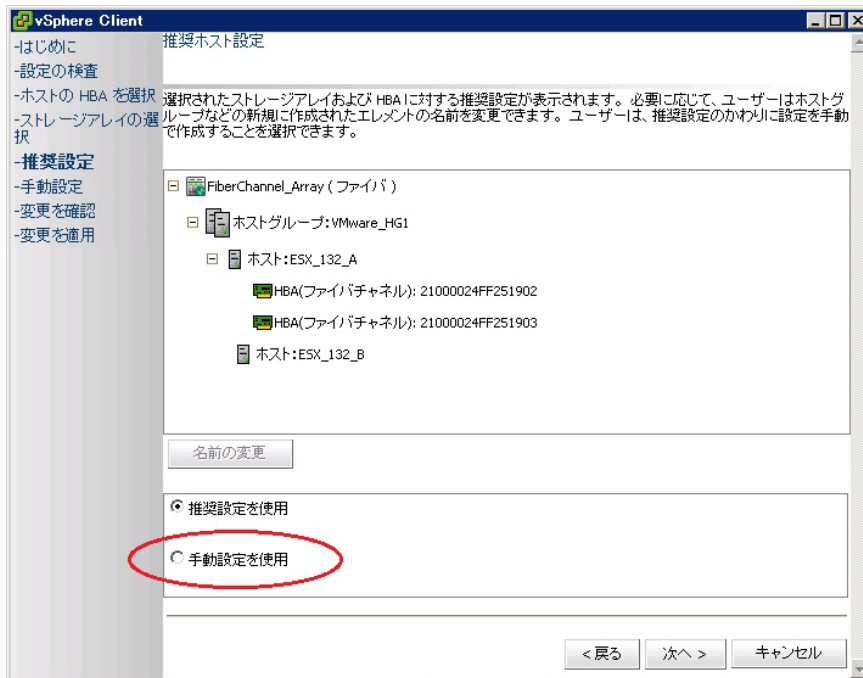 vSphere Client
-はじめに
-設定の検査
-ホストの HBA を選択
-ストレージアレイの選
択
-推奨設定
-手動設定
-変更を確認
-変更を適用
推奨ホスト設定
選択されたストレージアレイおよび HBA に対する推奨設定が表示されます。必要に応じて、ユーザーはホストグ
ループなどの新規に作成されたエレメントの名前を変更できます。ユーザーは、推奨設定のかわりに設定を手動
で作成することを選択できます。
FiberChannel_Array ( ファイバ )
ホストグループ:VMware_HG1
ホスト:ESX_132_A
HBA(ファイバチャネル): 21000024FF251902
HBA(ファイバチャネル): 21000024FF251903
ホスト:ESX_132_B
名前の変更
推奨設定を使用
手動設定を使用
< 戻る
次へ >
キャンセル